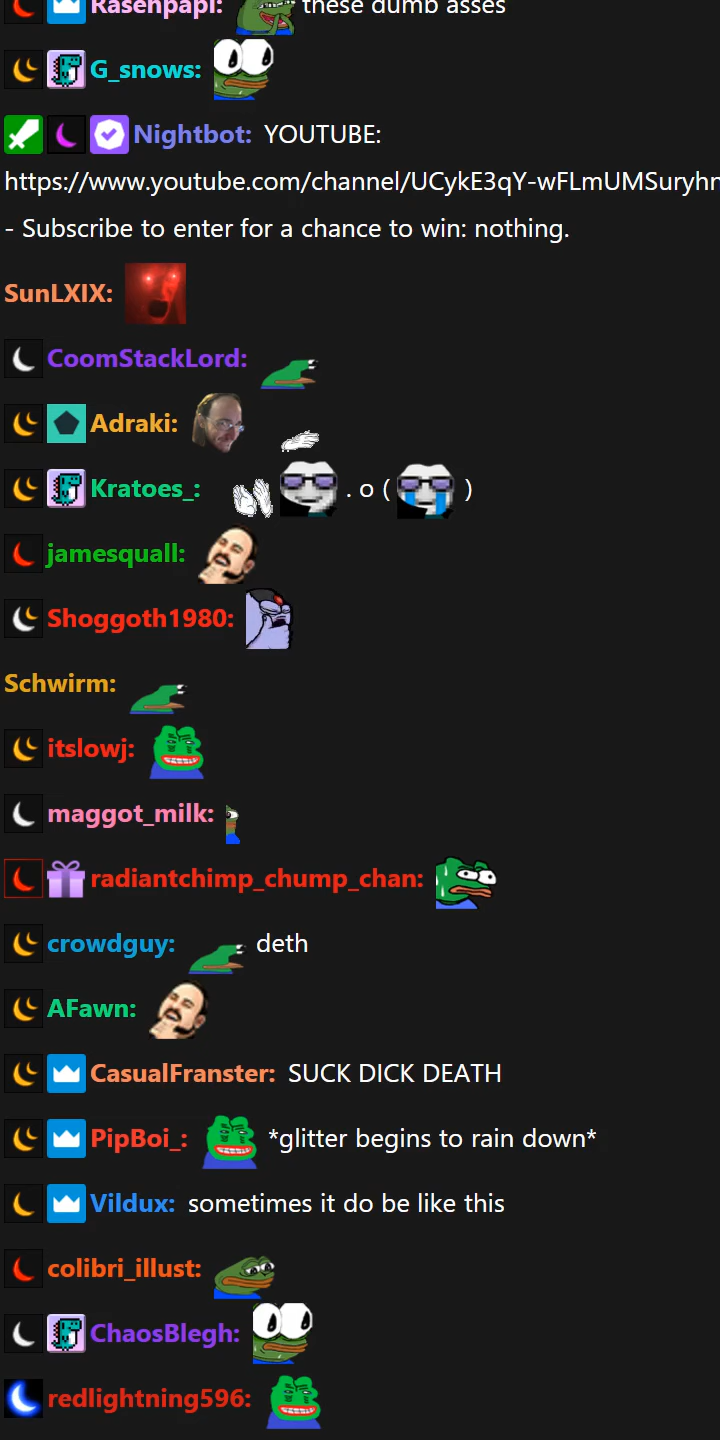 Rasenpapi: these dumb asses
G_snows:
Nightbot: YOUTUBE:
https://www.youtube.com/channel/UCykE3qY-wFLmUMSuryhn
- Subscribe to enter for a chance to win: nothing.
SunLXIX:
CoomStackLord:
Adraki:
Kratoes_: . o ( )
jamesquall:
Shoggoth1980:
Schwirm:
itslowj:
maggot_milk:
radiantchimp_chump_chan:
crowdguy: deth
AFawn:
CasualFranster: SUCK DICK DEATH
PipBoi_: *glitter begins to rain down*
Vildux: sometimes it do be like this
colibri_illust:
ChaosBlegh:
redlightning596: